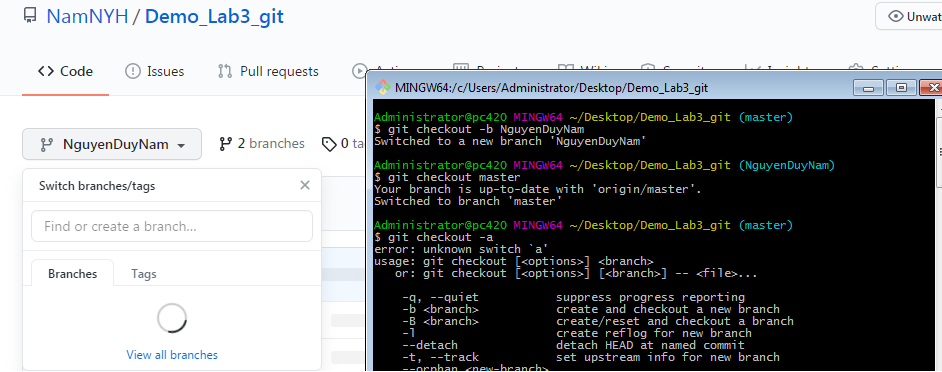 NamNYH / Demo_Lab3_git
Unwat
Code
Issues
Pull requests
NguyenDuyNam
2 branches
0 tag
Switch branches/tags
Find or create a branch...
Branches
Tags
View all branches
MINGW64:/c/Users/Administrator/Desktop/Demo_Lab3_git
Administrator@pc420 MINGW64 ~/Desktop/Demo_Lab3_git (master)
$ git checkout -b NguyenDuyNam
Switched to a new branch 'NguyenDuyNam'
Administrator@pc420 MINGW64 ~/Desktop/Demo_Lab3_git (NguyenDuyNam)
$ git checkout master
Your branch is up-to-date with 'origin/master'.
Switched to branch 'master'
Administrator@pc420 MINGW64 ~/Desktop/Demo_Lab3_git (master)
$ git checkout -a
error: unknown switch `a'
usage: git checkout [<options>] <branch>
or: git checkout [<options>] [<branch>] -- <file>...
-q, --quiet suppress progress reporting
-b <branch> create and checkout a new branch
-B <branch> create/reset and checkout a branch
-l create reflog for new branch
--detach detach HEAD at named commit
-t, --track set upstream info for new branch
--orphan <new-branch>